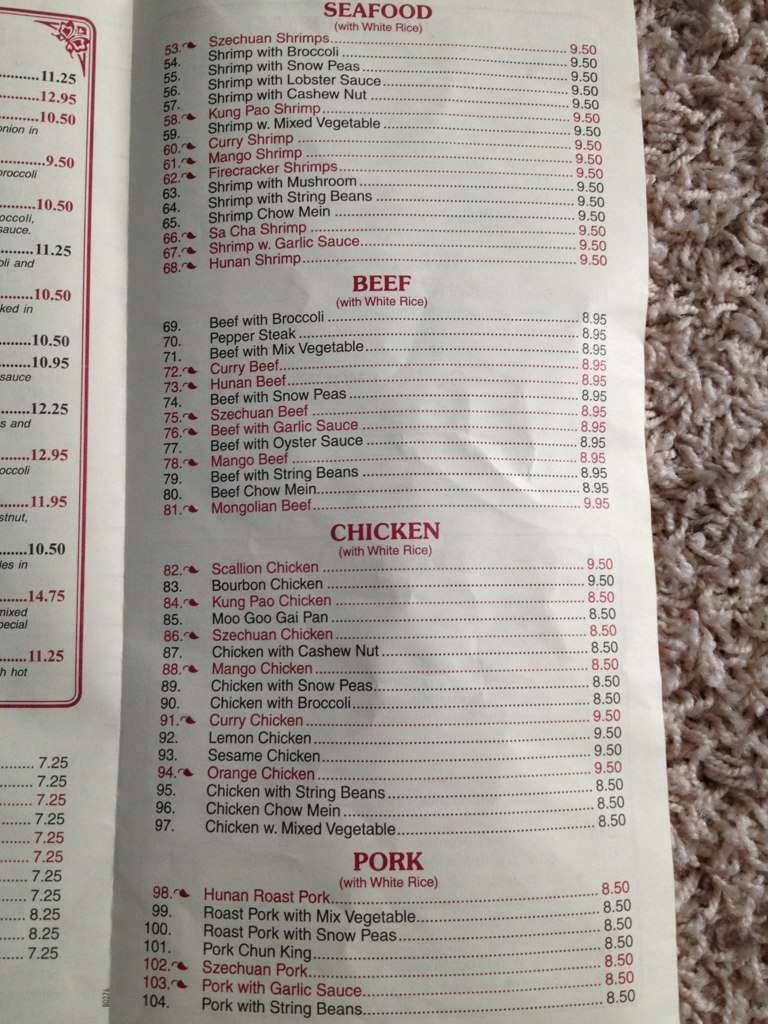 11.25
12.95
10.50
onion in
9.50
broccoli
10.50
sauce.
11.25
oli and
10.50
ked in
10.50
10.95
sauce
12.25
s and
12.95
occoli
11.95
stnut,
10.50
ies in
14.75
mixed
pecial
11.25
h hot
7.25
7.25
7.25
7.25
7.25
7.25
7.25
7.25
8.25
8.25
7.25
SEAFOOD
(with White Rice)
53. Szechuan Shrimps 9.50
54. Shrimp with Broccoli 9.50
55. Shrimp with Snow Peas 9.50
56. Shrimp with Lobster Sauce 9.50
57. Shrimp with Cashew Nut 9.50
58. Kung Pao Shrimp 9.50
59. Shrimp w. Mixed Vegetable 9.50
60. Curry Shrimp 9.50
61. Mango Shrimp 9.50
62. Firecracker Shrimps 9.50
63. Shrimp with Mushroom 9.50
64. Shrimp with String Beans 9.50
65. Shrimp Chow Mein 9.50
66. Sa Cha Shrimp 9.50
67. Shrimp w. Garlic Sauce 9.50
68. Hunan Shrimp 9.50
BEEF
(with White Rice)
69. Beef with Broccoli 8.95
70. Pepper Steak 8.95
71. Beef with Mix Vegetable 8.95
72. Curry Beef 8.95
73. Hunan Beef 8.95
74. Beef with Snow Peas 8.95
75. Szechuan Beef 8.95
76. Beef with Garlic Sauce 8.95
77. Beef with Oyster Sauce 8.95
78. Mango Beef 8.95
79. Beef with String Beans 8.95
80. Beef Chow Mein 8.95
81. Mongolian Beef 9.95
CHICKEN
(with White Rice)
82. Scallion Chicken 9.50
83. Bourbon Chicken 9.50
84. Kung Pao Chicken 8.50
85. Moo Goo Gai Pan 8.50
86. Szechuan Chicken 8.50
87. Chicken with Cashew Nut 8.50
88. Mango Chicken 8.50
89. Chicken with Snow Peas 8.50
90. Chicken with Broccoli 8.50
91. Curry Chicken 9.50
92. Lemon Chicken 9.50
93. Sesame Chicken 9.50
94. Orange Chicken 9.50
95. Chicken with String Beans 8.50
96. Chicken Chow Mein 8.50
97. Chicken w. Mixed Vegetable 8.50
PORK
(with White Rice)
98. Hunan Roast Pork 8.50
99. Roast Pork with Mix Vegetable 8.50
100. Roast Pork with Snow Peas 8.50
101. Pork Chun King 8.50
102. Szechuan Pork 8.50
103. Pork with Garlic Sauce 8.50
104. Pork with String Beans 8.50